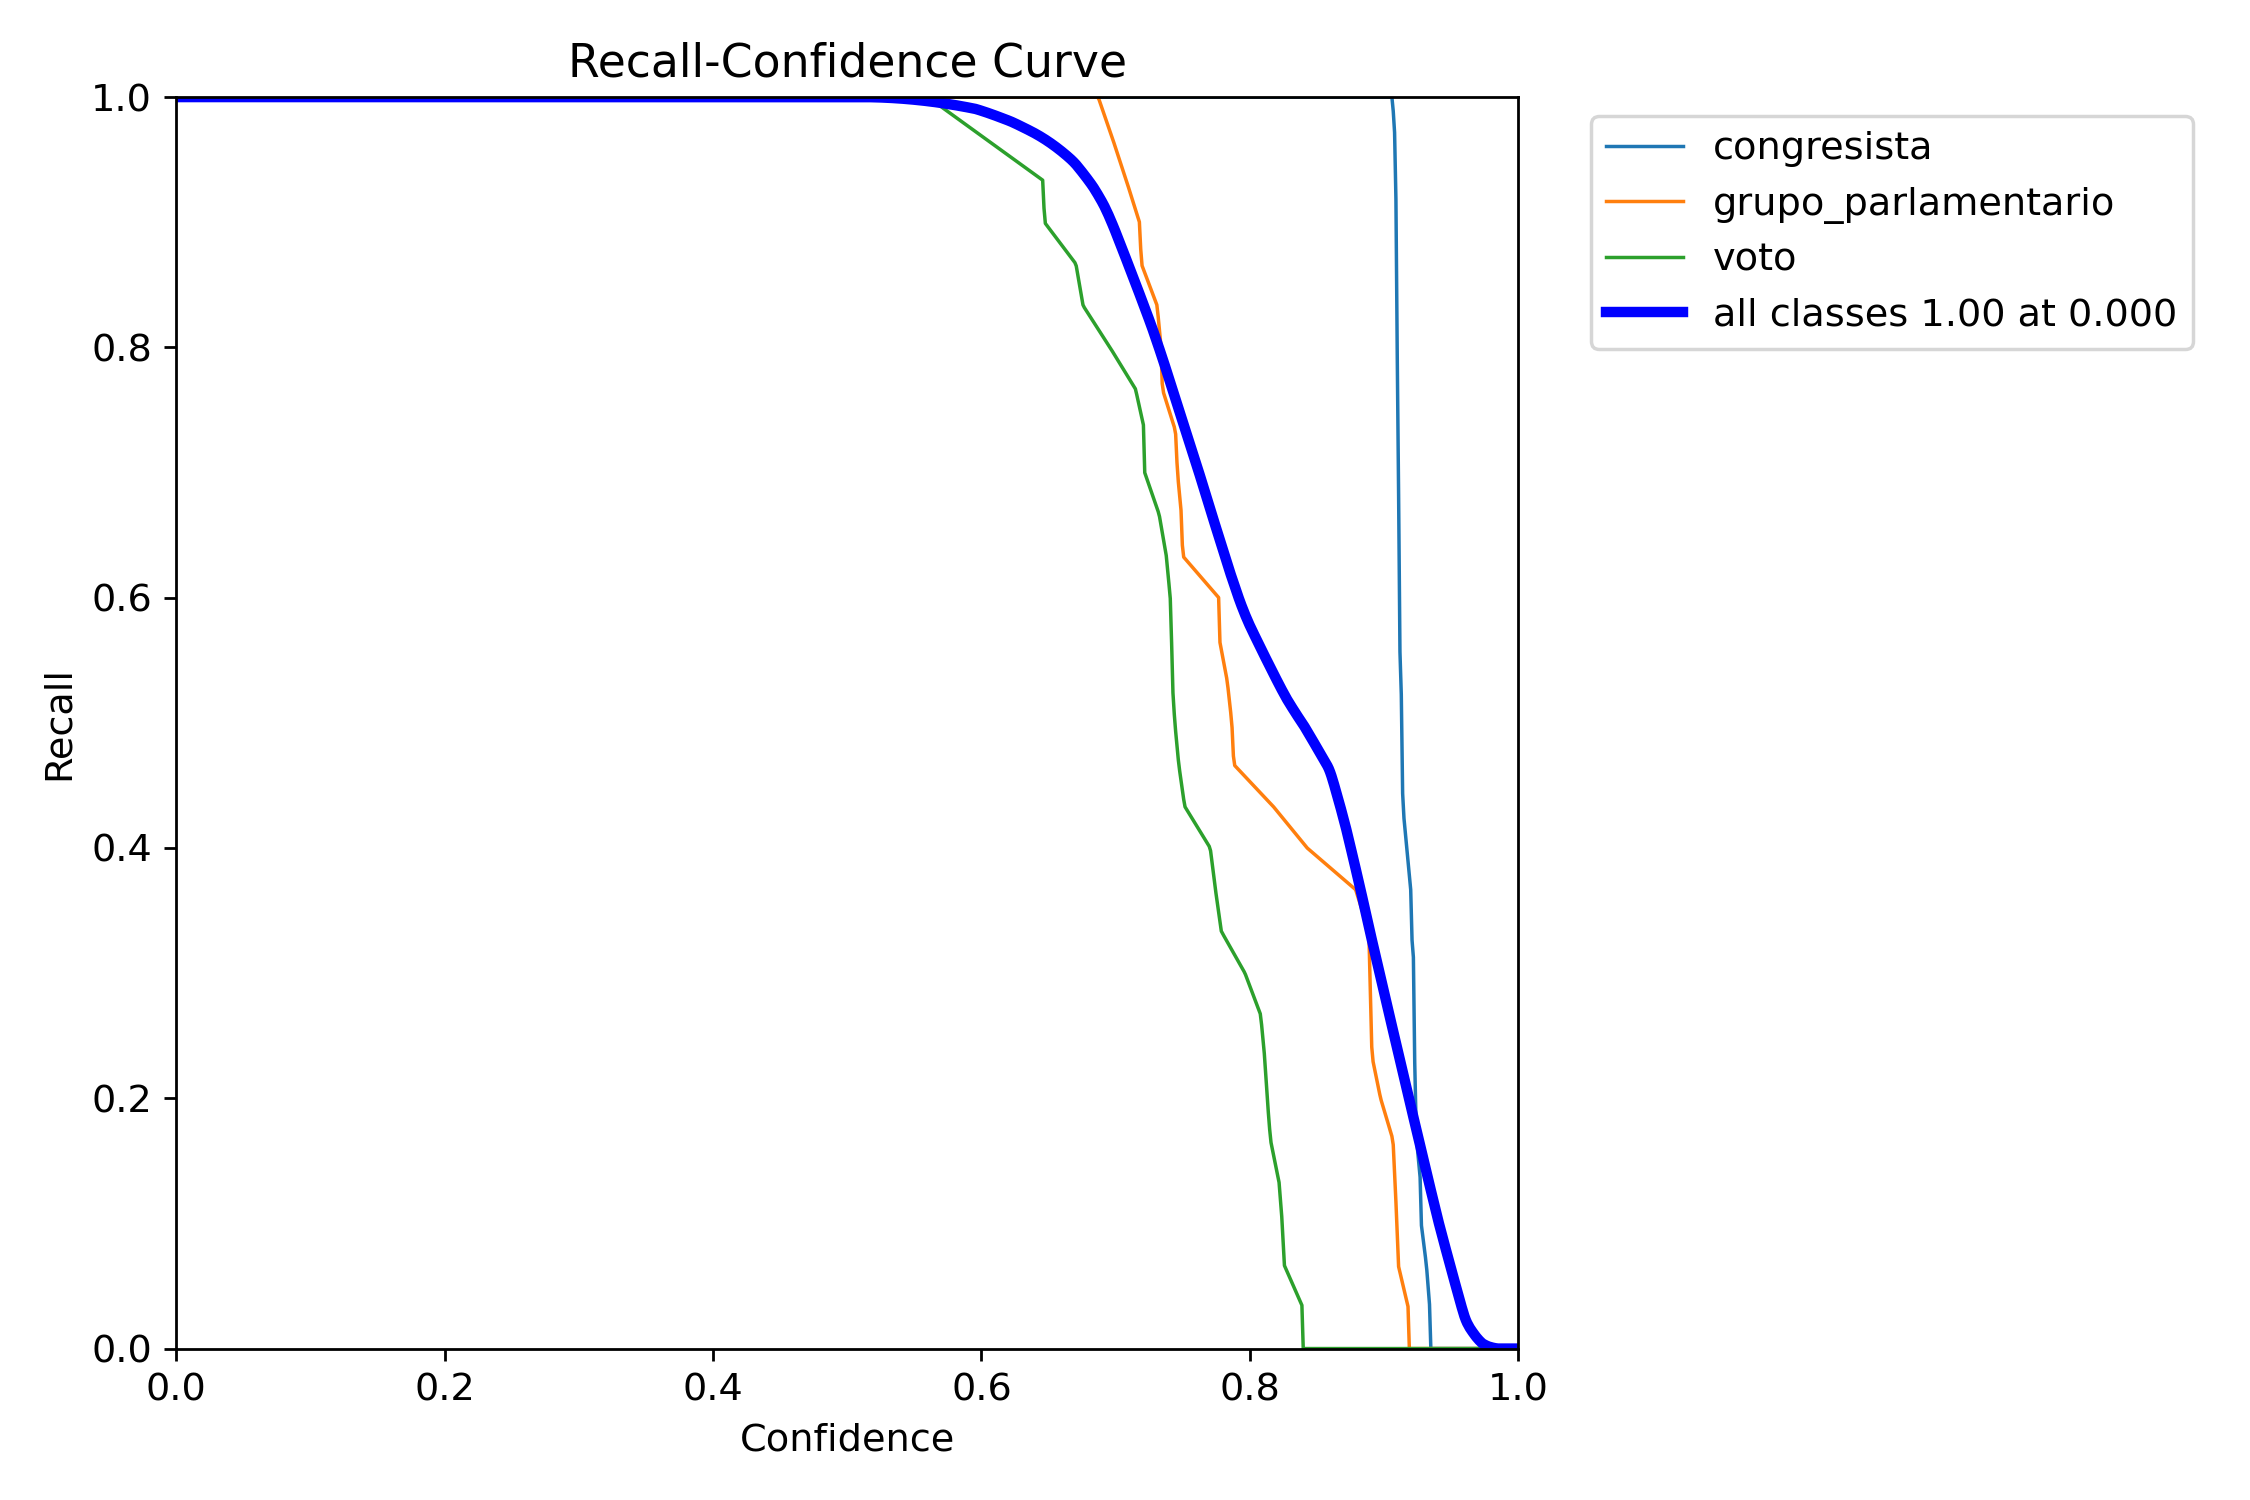 Recall-Confidence Curve
1.0
0.8
0.6
0.4
0.2
0.0
Recall
0.0 0.2 0.4 0.6 0.8 1.0
Confidence
congresista
grupo_parlamentario
voto
all classes 1.00 at 0.000